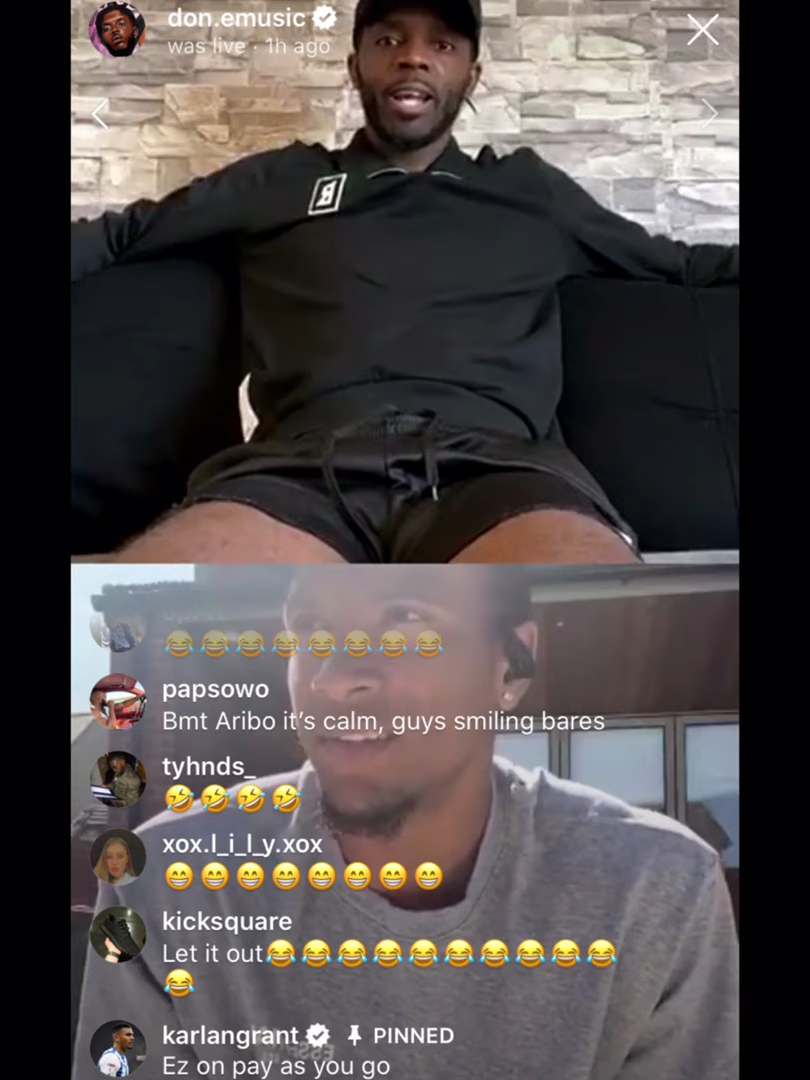 don.emusic
was live · 1h ago
B
😂😂😂😂😂😂😂😂
papsowo
Bmt Aribo it’s calm, guys smiling bares
tyhnds_
🤣🤣🤣🤣
xox.l_i_l_y.xox
😁😁😁😁😁😁😁😁
kicksquare
Let it out😂😂😂😂😂😂😂😂😂😂
😂
karlangrant PINNED
Ez on pay as you go